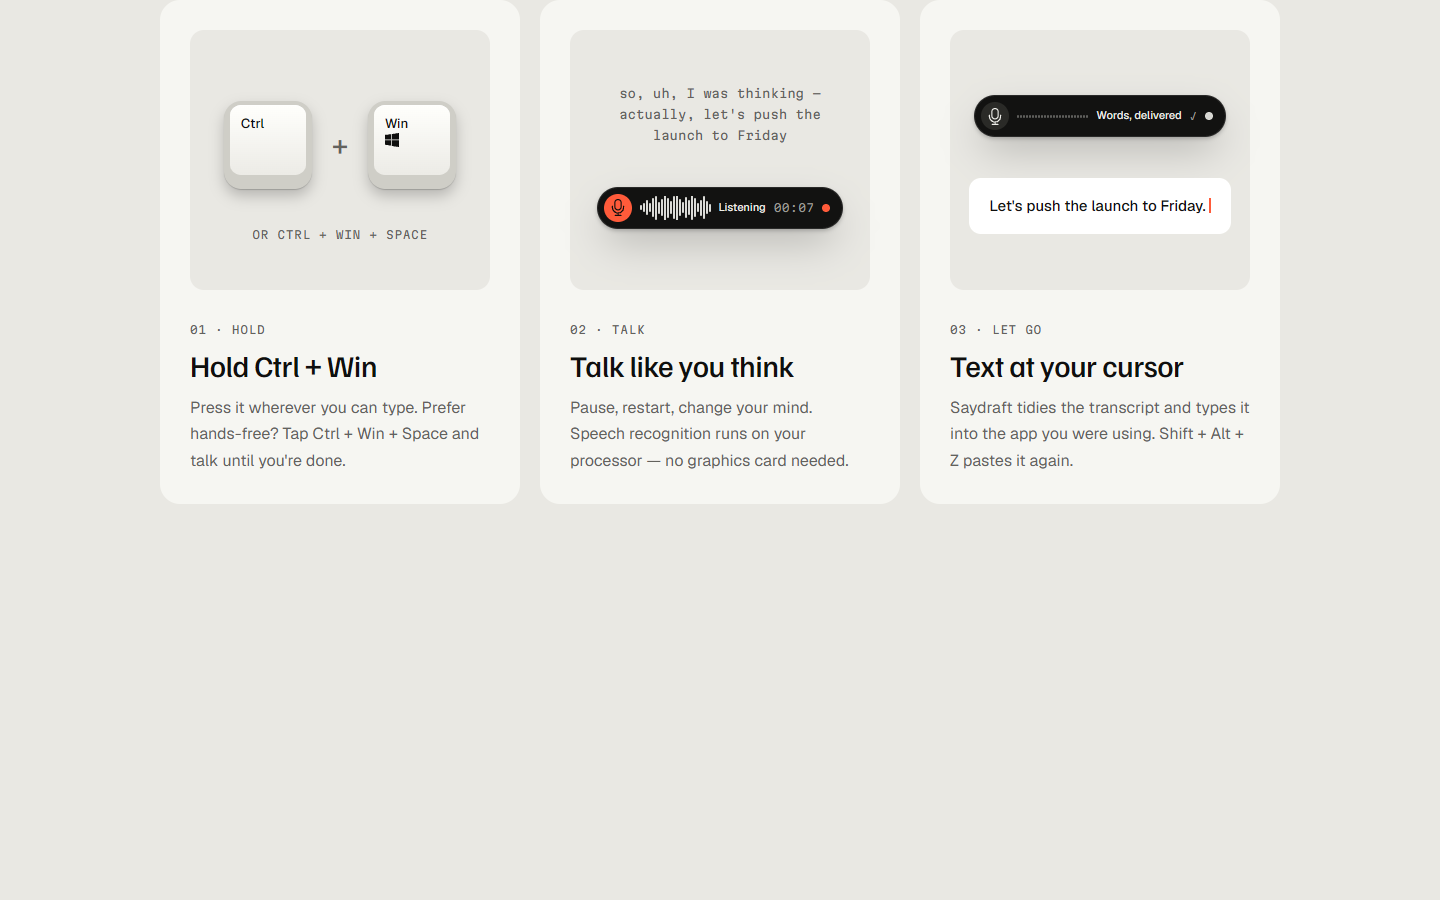 Ctrl
+
Win
OR CTRL + WIN + SPACE
01 · HOLD
Hold Ctrl + Win
Press it wherever you can type. Prefer
hands-free? Tap Ctrl + Win + Space and
talk until you're done.
so, uh, I was thinking —
actually, let's push the
launch to Friday
Listening 00:07
02 · TALK
Talk like you think
Pause, restart, change your mind.
Speech recognition runs on your
processor — no graphics card needed.
Words, delivered ✓
Let's push the launch to Friday.
03 · LET GO
Text at your cursor
Saydraft tidies the transcript and types it
into the app you were using. Shift + Alt +
Z pastes it again.